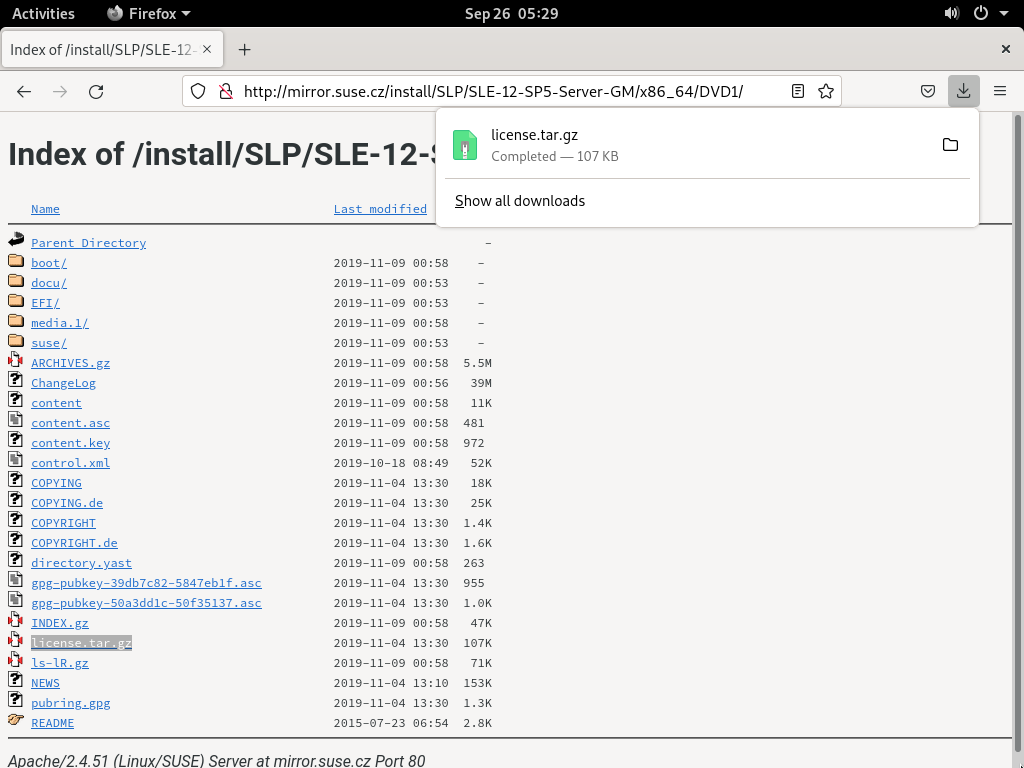 Activities Firefox Sep 26 05:29
Index of /install/SLP/SLE-12-
http://mirror.suse.cz/install/SLP/SLE-12-SP5-Server-GM/x86_64/DVD1/
license.tar.gz
Completed — 107 KB
Show all downloads
Index of /install/SLP/SLE-12-
Name Last modified
Parent Directory -
boot/ 2019-11-09 00:58 -
docu/ 2019-11-09 00:53 -
EFI/ 2019-11-09 00:53 -
media.1/ 2019-11-09 00:58 -
suse/ 2019-11-09 00:53 -
ARCHIVES.gz 2019-11-09 00:58 5.5M
ChangeLog 2019-11-09 00:56 39M
content 2019-11-09 00:58 11K
content.asc 2019-11-09 00:58 481
content.key 2019-11-09 00:58 972
control.xml 2019-10-18 08:49 52K
COPYING 2019-11-04 13:30 18K
COPYING.de 2019-11-04 13:30 25K
COPYRIGHT 2019-11-04 13:30 1.4K
COPYRIGHT.de 2019-11-04 13:30 1.6K
directory.yast 2019-11-09 00:58 263
gpg-pubkey-39db7c82-5847eb1f.asc 2019-11-04 13:30 955
gpg-pubkey-50a3dd1c-50f35137.asc 2019-11-04 13:30 1.0K
INDEX.gz 2019-11-09 00:58 47K
license.tar.gz 2019-11-04 13:30 107K
ls-lR.gz 2019-11-09 00:58 71K
NEWS 2019-11-04 13:10 153K
pubring.gpg 2019-11-04 13:30 1.3K
README 2015-07-23 06:54 2.8K
Apache/2.4.51 (Linux/SUSE) Server at mirror.suse.cz Port 80